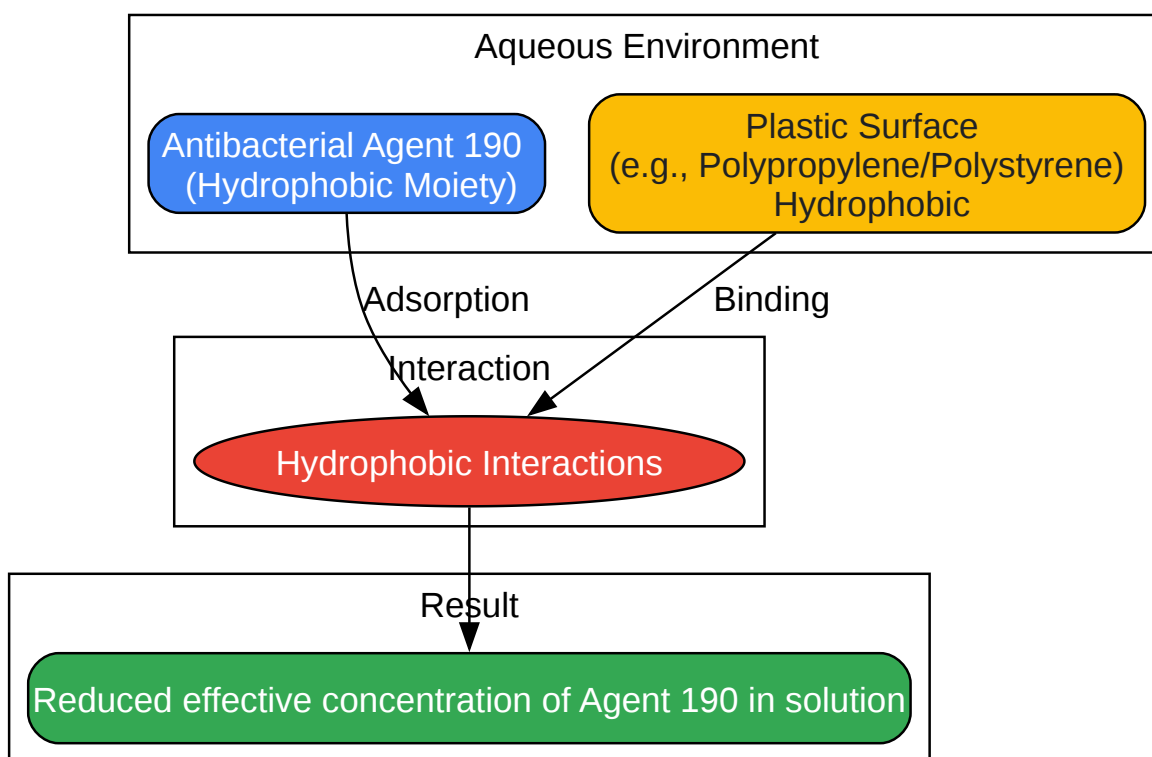 Aqueous Environment
Antibacterial Agent 190
(Hydrophobic Moiety)
Plastic Surface
(e.g., Polypropylene/Polystyrene)
Hydrophobic
Adsorption
Binding
Interaction
Hydrophobic Interactions
Result
Reduced effective concentration of Agent 190 in solution